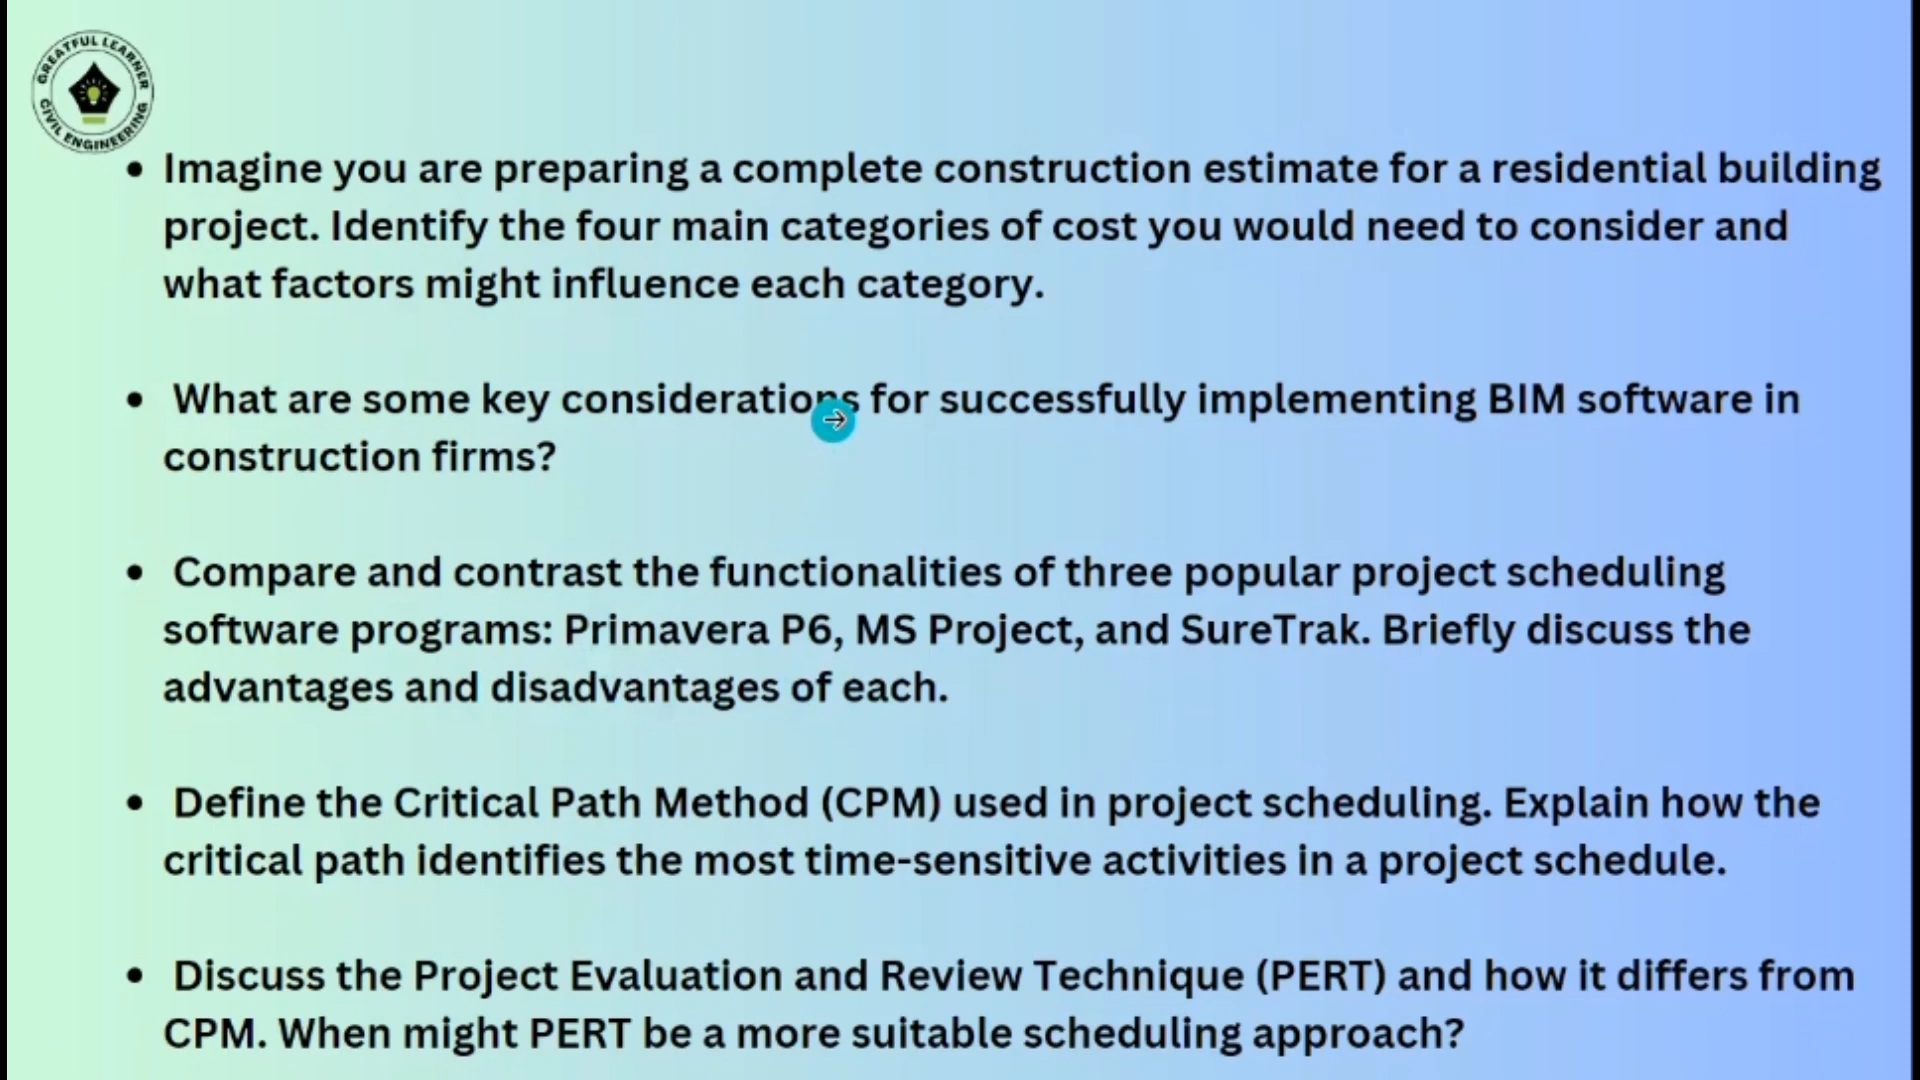 GREATFUL LEARNER
CIVIL ENGINEERING
• Imagine you are preparing a complete construction estimate for a residential building
project. Identify the four main categories of cost you would need to consider and
what factors might influence each category.
• What are some key considerations for successfully implementing BIM software in
construction firms?
• Compare and contrast the functionalities of three popular project scheduling
software programs: Primavera P6, MS Project, and SureTrak. Briefly discuss the
advantages and disadvantages of each.
• Define the Critical Path Method (CPM) used in project scheduling. Explain how the
critical path identifies the most time-sensitive activities in a project schedule.
• Discuss the Project Evaluation and Review Technique (PERT) and how it differs from
CPM. When might PERT be a more suitable scheduling approach?